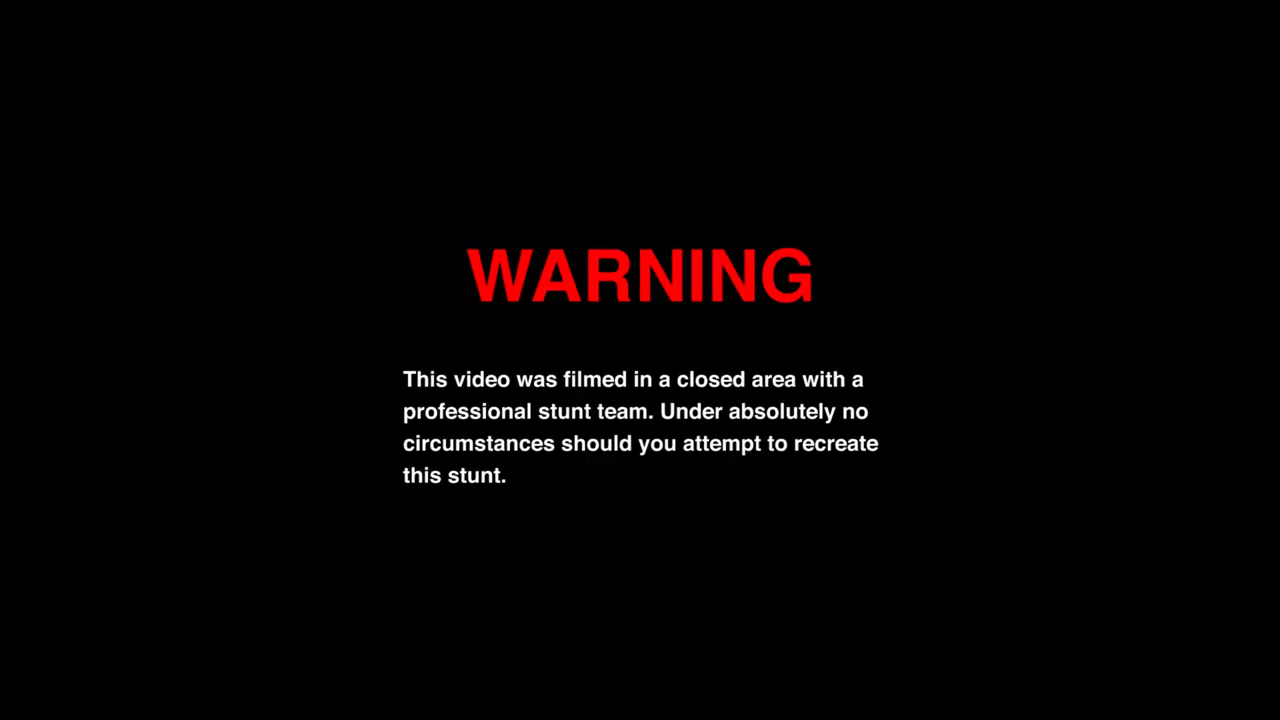 WARNING
This video was filmed in a closed area with a
professional stunt team. Under absolutely no
circumstances should you attempt to recreate
this stunt.